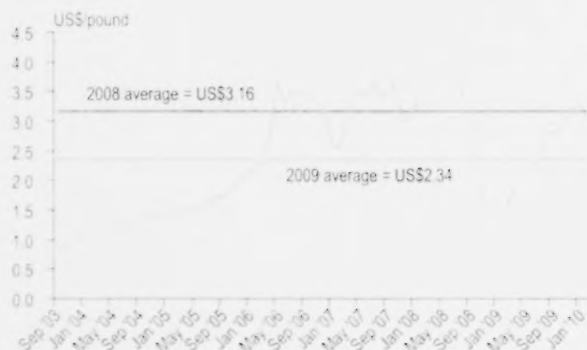 US$/pound
4.5
4.0
3.5
3.0
2.5
2.0
1.5
1.0
0.5
0.0
2008 average = US$3.16
2009 average = US$2.34
Sep '03
Jan '04
May '04
Sep '04
Jan '05
May '05
Sep '05
Jan '06
May '06
Sep '06
Jan '07
May '07
Sep '07
Jan '08
May '08
Sep '08
Jan '09
May '09
Sep '09
Jan '10